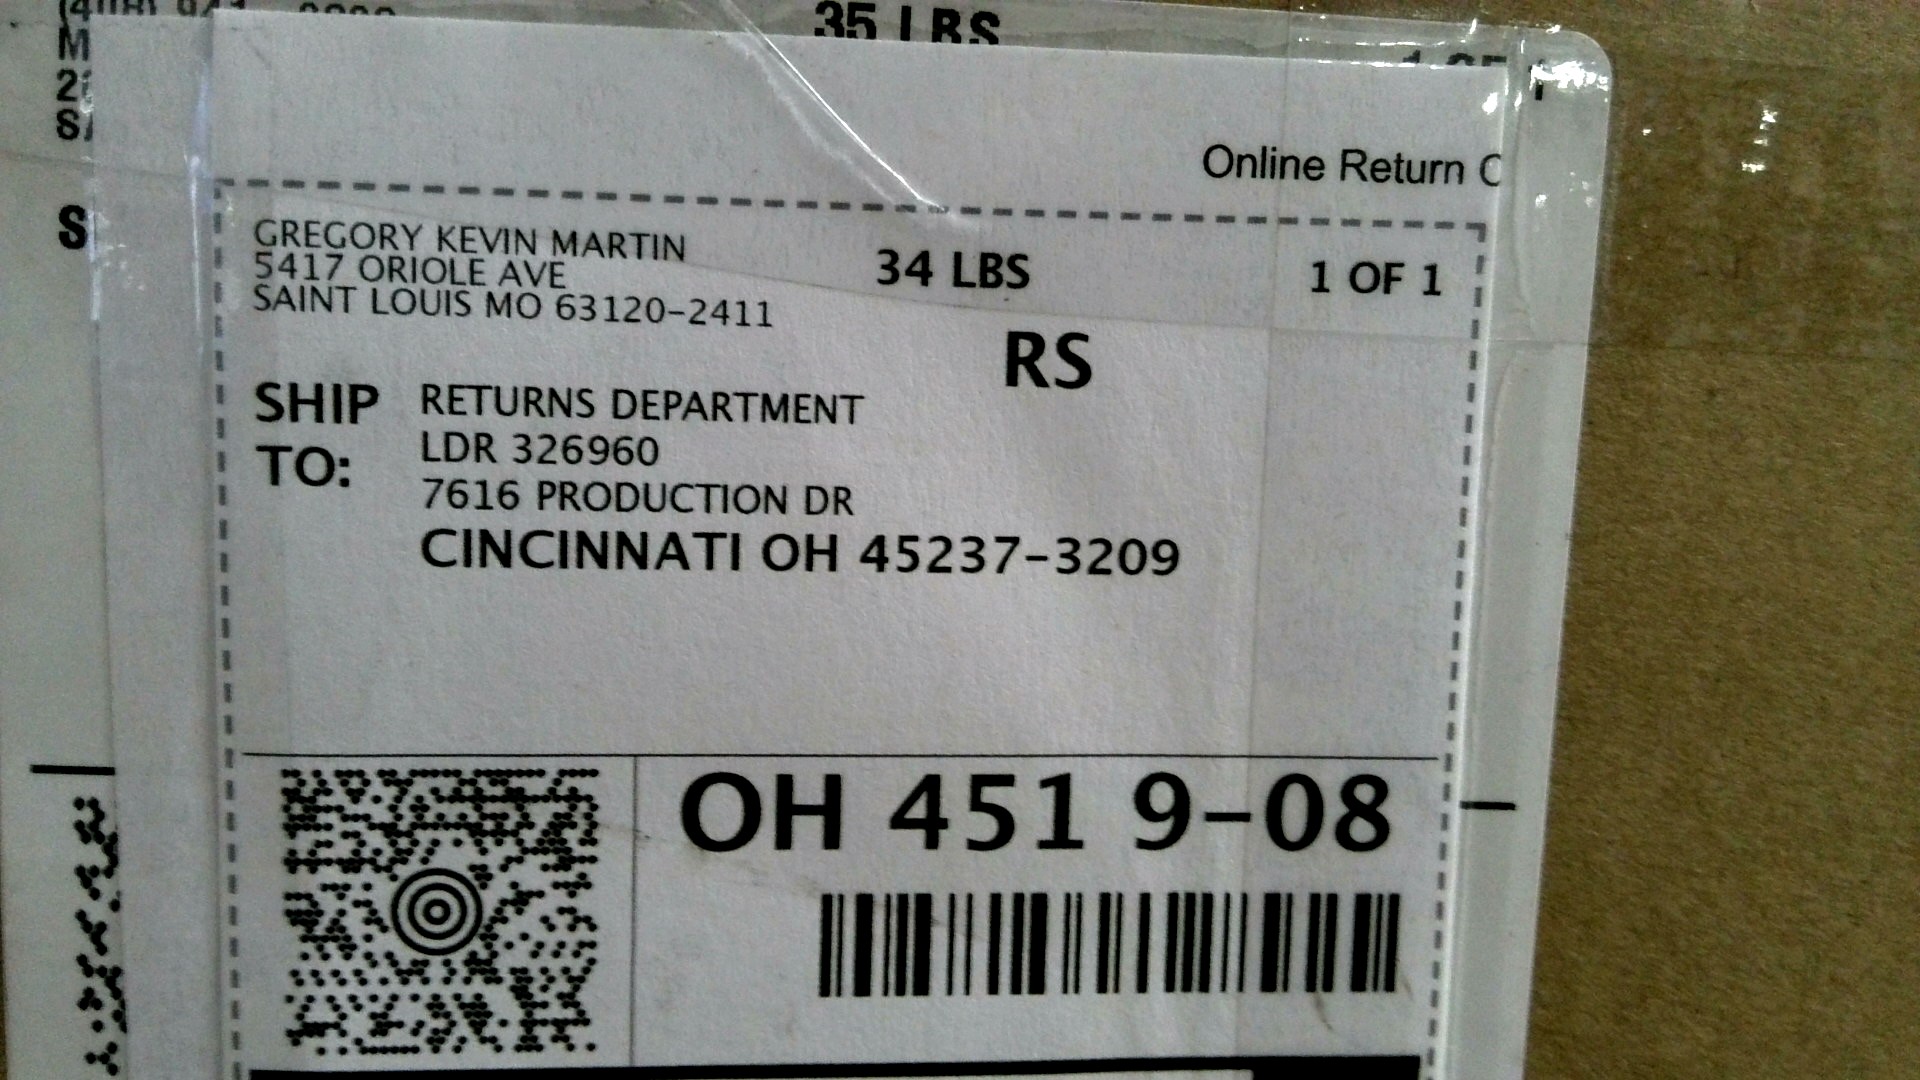 35 LBS
Online Return
GREGORY KEVIN MARTIN
5417 ORIOLE AVE
SAINT LOUIS MO 63120-2411
34 LBS
1 OF 1
RS
SHIP TO:
RETURNS DEPARTMENT
LDR 326960
7616 PRODUCTION DR
CINCINNATI OH 45237-3209
OH 451 9-08